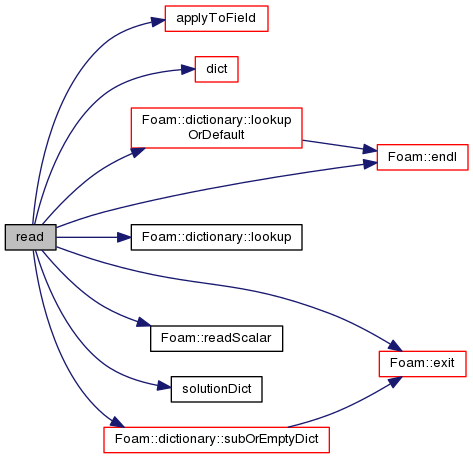 applyToField
dict
Foam::dictionary::lookup
OrDefault
Foam::endl
read
Foam::dictionary::lookup
Foam::readScalar
Foam::exit
solutionDict
Foam::dictionary::subOrEmptyDict